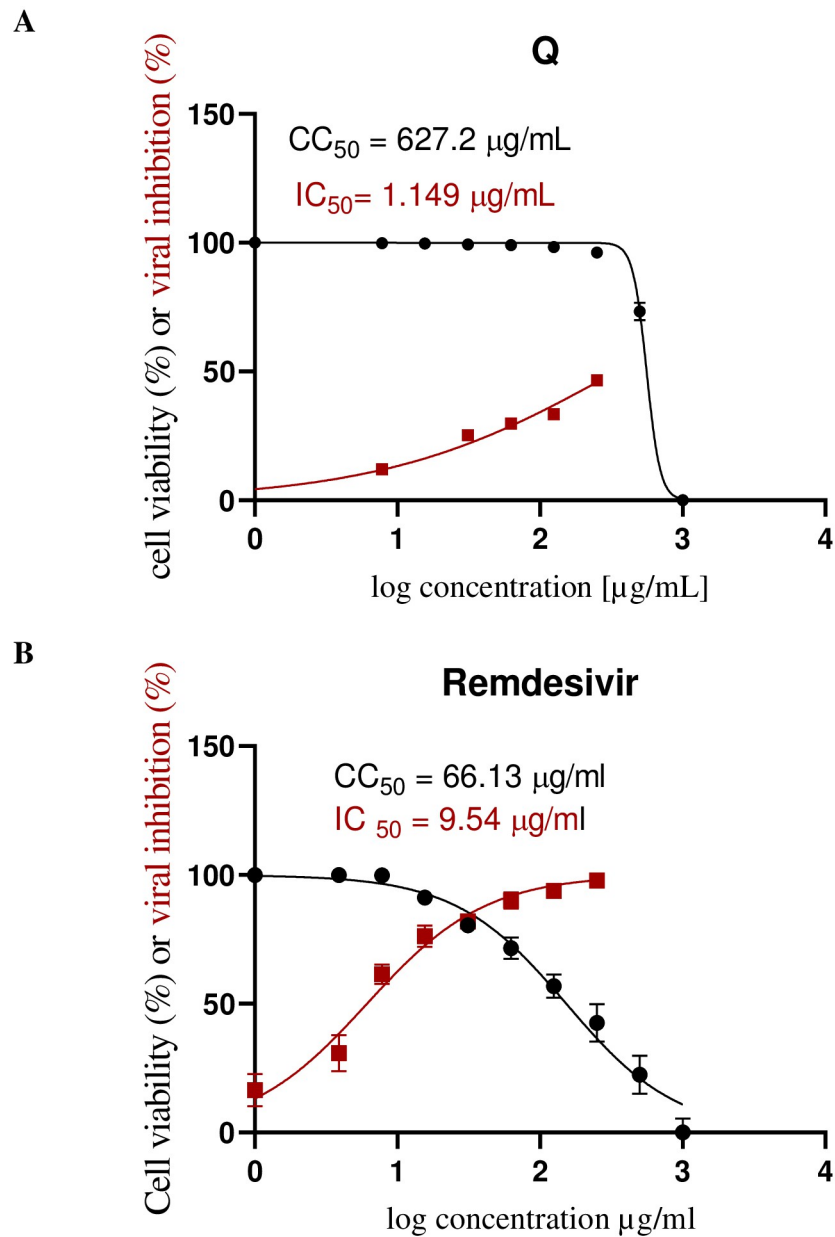 A
Q
cell viability (%) or viral inhibition (%)
150
100
50
0
CC50 = 627.2 µg/mL
IC50= 1.149 µg/mL
0 1 2 3 4
log concentration [µg/mL]
B
Remdesivir
Cell viability (%) or viral inhibition (%)
150
100
50
0
CC50 = 66.13 µg/ml
IC 50 = 9.54 µg/ml
0 1 2 3 4
log concentration µg/ml